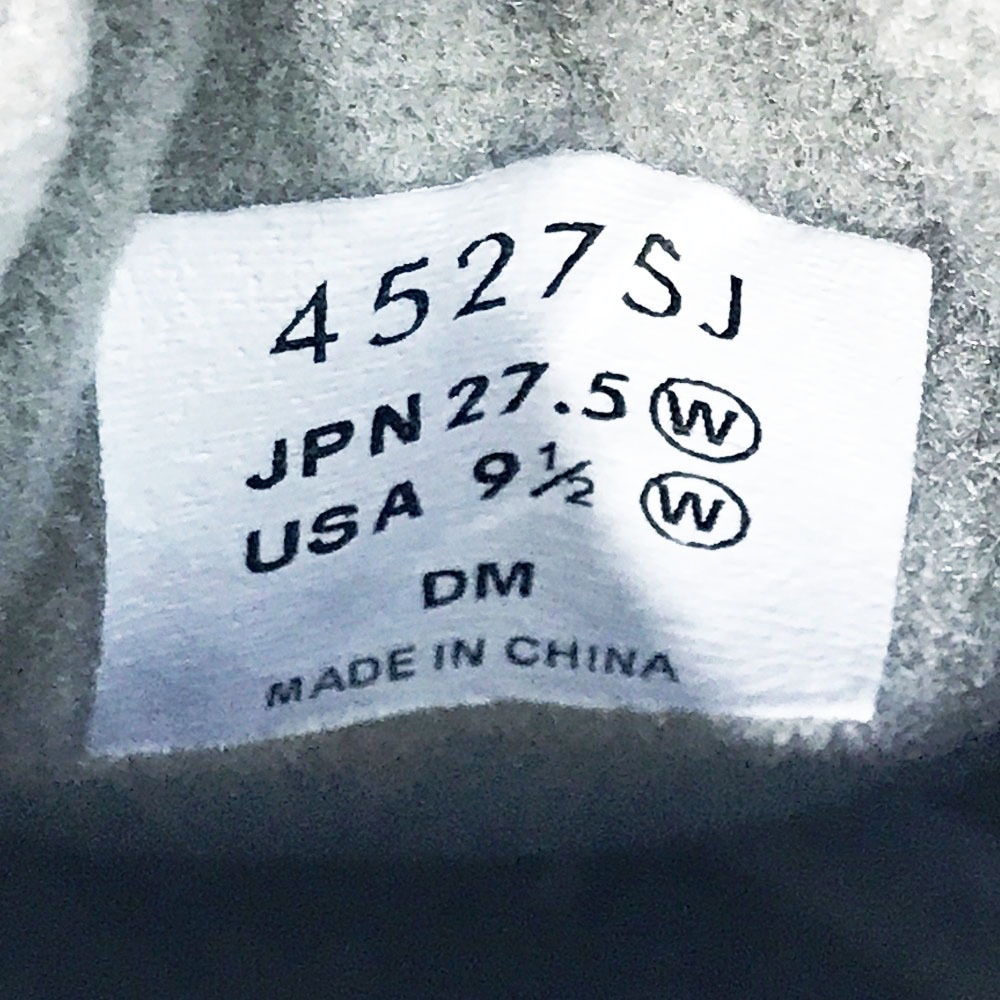 4527SJ
JPN 27.5 Ⓦ
USA 9½ Ⓦ
DM
MADE IN CHINA